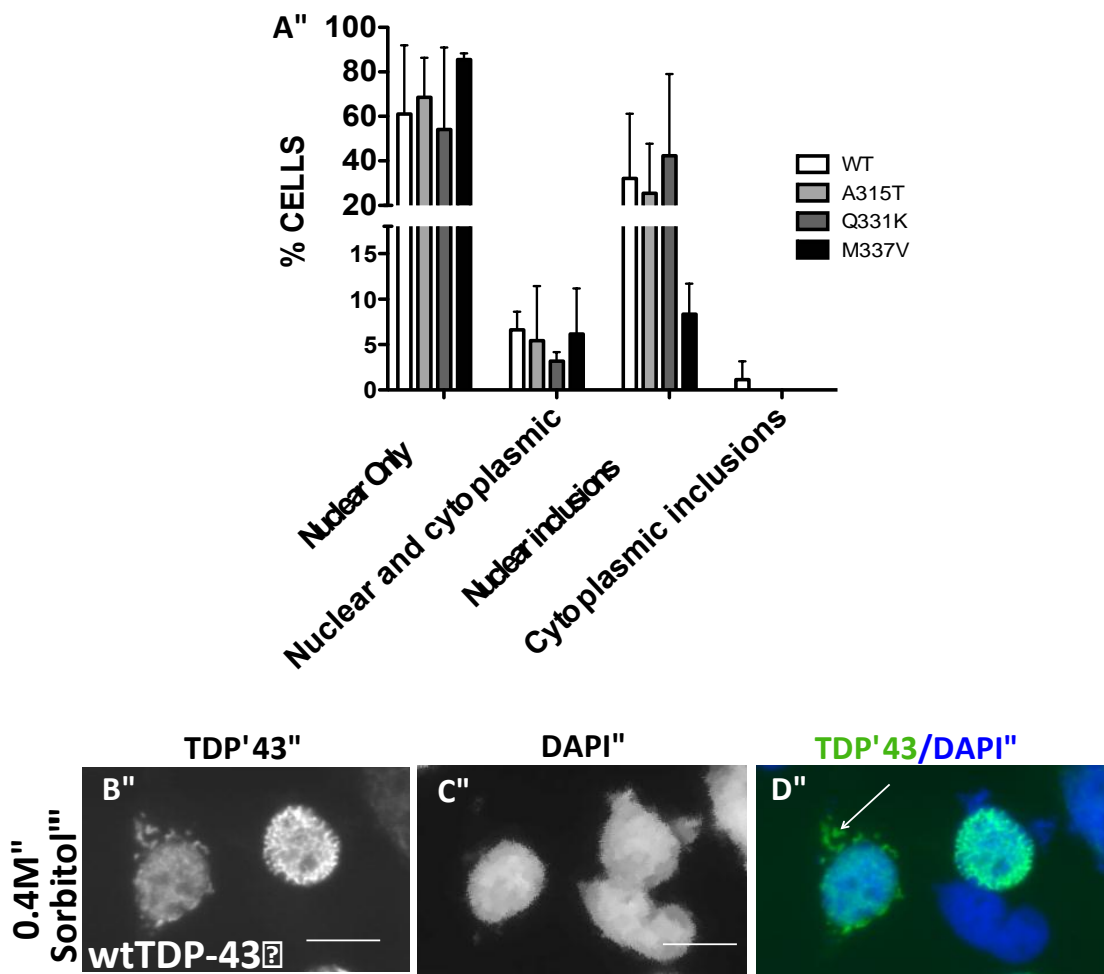 A"
100
80
60
40
20
15
10
5
0
% CELLS
WT
A315T
Q331K
M337V
Nuclear Only
Nuclear and cytoplasmic
Nuclear inclusions
Cytoplasmic inclusions
TDP'43"
DAPI"
TDP'43/DAPI"
B"
C"
D"
0.4M"
Sorbitol"'
wtTDP-43⍰